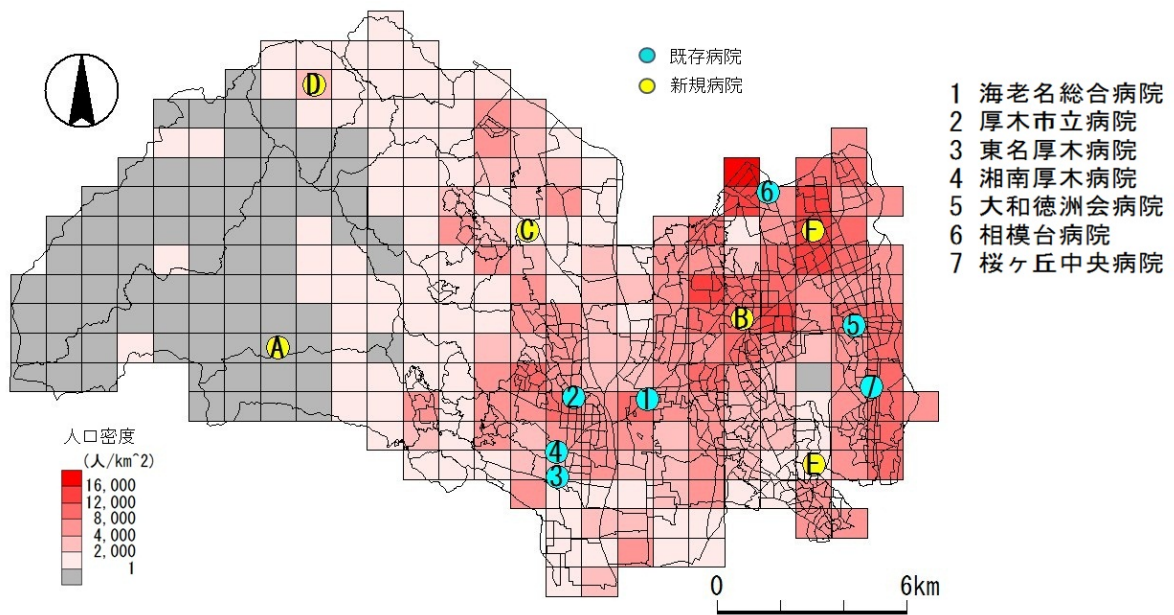 既存病院
新規病院
1 海老名総合病院
2 厚木市立病院
3 東名厚木病院
4 湘南厚木病院
5 大和徳洲会病院
6 相模台病院
7 桜ヶ丘中央病院
D
6
C
F
B
5
A
7
2
1
4
E
3
人口密度
(人/km^2)
16,000
12,000
8,000
4,000
2,000
1
0 6km